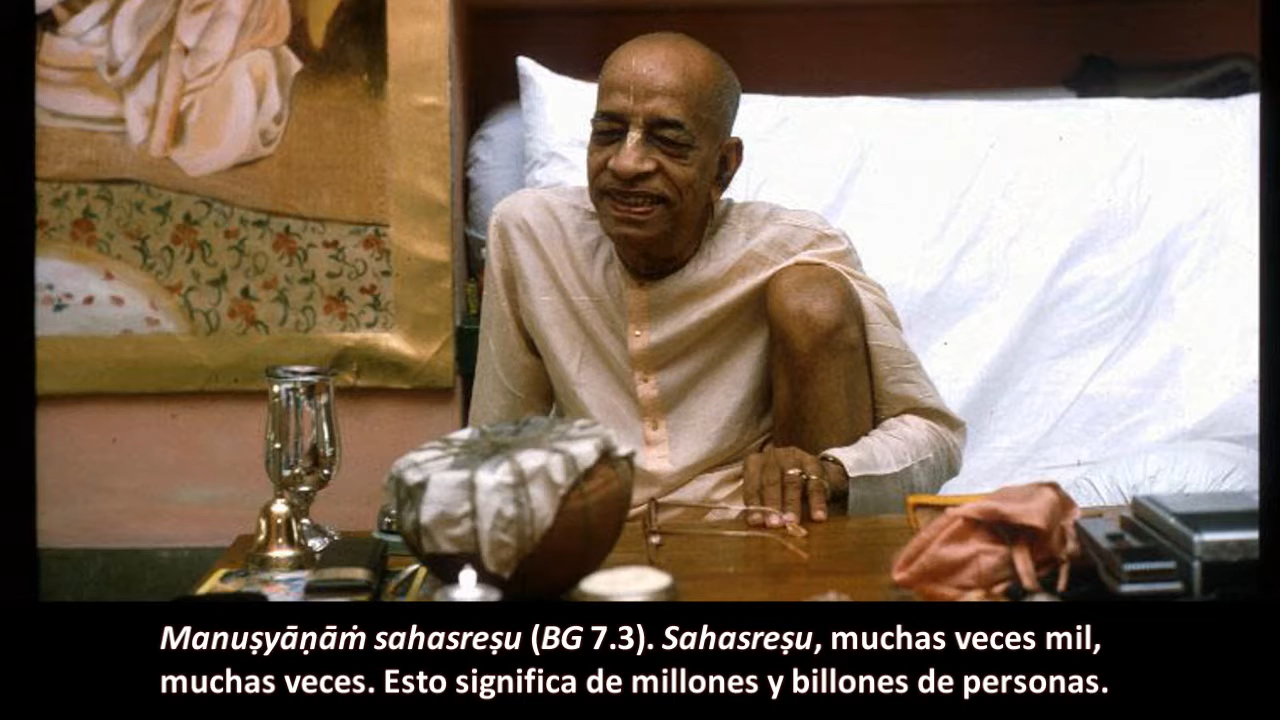 Manuṣyāṇāṁ sahasreṣu (BG 7.3). Sahasreṣu, muchas veces mil,
muchas veces. Esto significa de millones y billones de personas.